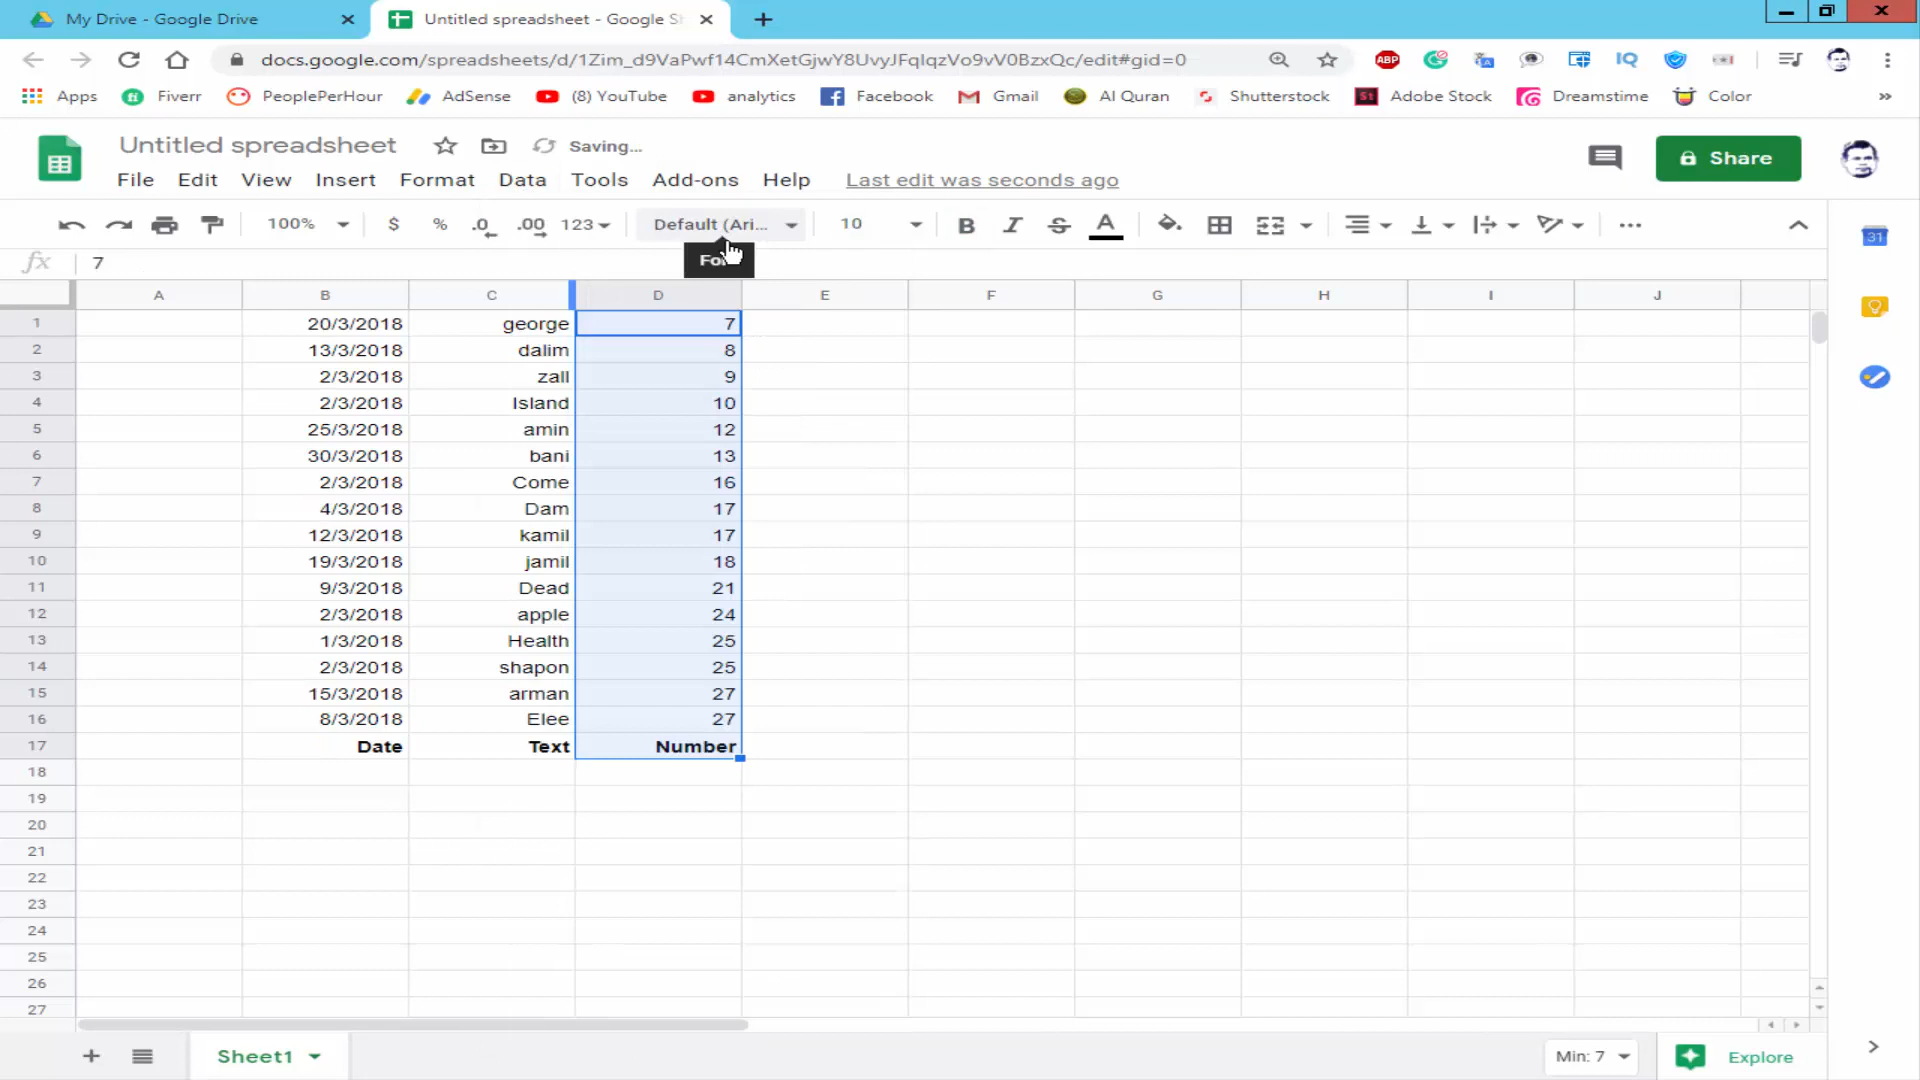 My Drive - Google Drive
Untitled spreadsheet - Google S
docs.google.com/spreadsheets/d/1Zim_d9VaPwf14CmXetGjwY8UvyJFqIqzVo9vV0BzxQc/edit#gid=0
ABP
IQ
Apps
Fiverr
PeoplePerHour
AdSense
(8) YouTube
analytics
Facebook
Gmail
Al Quran
Shutterstock
St Adobe Stock
Dreamstime
Color
»
Untitled spreadsheet
Saving...
Share
File Edit View Insert Format Data Tools Add-ons Help Last edit was seconds ago
100% $ % .0 .00 123 Default (Ari... 10 B I S A
31
fx 7
A B C D E F G H I J
1 20/3/2018 george 7
2 13/3/2018 dalim 8
3 2/3/2018 zall 9
4 2/3/2018 Island 10
5 25/3/2018 amin 12
6 30/3/2018 bani 13
7 2/3/2018 Come 16
8 4/3/2018 Dam 17
9 12/3/2018 kamil 17
10 19/3/2018 jamil 18
11 9/3/2018 Dead 21
12 2/3/2018 apple 24
13 1/3/2018 Health 25
14 2/3/2018 shapon 25
15 15/3/2018 arman 27
16 8/3/2018 Elee 27
17 Date Text Number
18
19
20
21
22
23
24
25
26
27
Sheet1
Min: 7
Explore